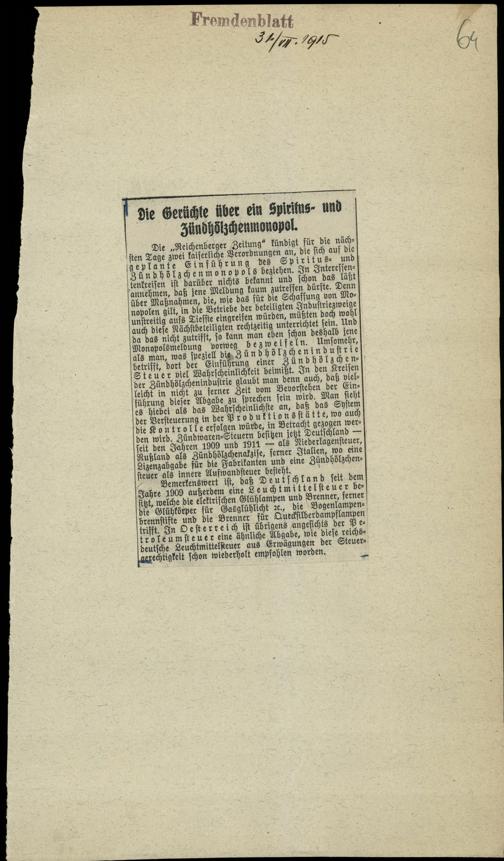 Fremdenblatt
31/VII. 1915
64
Die Gerüchte über ein Spiritus- und
Zündhölzchenmonopol.
Die „Reichenberger Zeitung“ kündigt für die näch-
sten Tage zwei kaiserliche Verordnungen an, die sich auf die
geplante Einführung des Spiritus- und
Zündhölzchenmonopols beziehen. In Interessen-
tenkreisen ist darüber nichts bekannt und schon das läßt
annehmen, daß jene Meldung kaum zutreffen dürfte. Denn
über Maßnahmen, die, wie das für die Schaffung von Mo-
nopolen gilt, in die Betriebe der beteiligten Industriezweige
unstreitig aufs Tiefste eingreifen würden, müßten doch wohl
auch diese Nächstbeteiligten rechtzeitig unterrichtet sein. Und
da das nicht zutrifft, so kann man eben schon deshalb jene
Monopolsmeldung vorweg bezweifeln. Umsomehr,
als man, was speziell die Zündhölzchenindustrie
betrifft, dort der Einführung einer Zündhölzchen-
Steuer viel Wahrscheinlichkeit beimißt. In den Kreisen
der Zündhölzchenindustrie glaubt man denn auch, daß viel-
leicht in nicht zu ferner Zeit vom Bevorstehen der Ein-
führung dieser Abgabe zu sprechen sein wird. Man sieht
es hiebei als das Wahrscheinlichste an, daß das System
der Versteuerung in der Produktionsstätte, wo auch
die Kontrolle erfolgen würde, in Betracht gezogen wer-
den wird. Zündwaren-Steuern besitzen jetzt Deutschland —
seit den Jahren 1909 und 1911 — als Niederlagensteuer,
Rußland als Zündhölzchenakzise, ferner Italien, wo eine
Lizenzabgabe für die Fabrikanten und eine Zündhölzchen-
steuer als innere Aufwandsteuer besteht.
Bemerkenswert ist, daß Deutschland seit dem
Jahre 1909 außerdem eine Leuchtmittelsteuer be-
sitzt, welche die elektrischen Glühlampen und Brenner, ferner
die Glühkörper für Gasglühlicht ꝛc., die Bogenlampen-
brennstifte und die Brenner für Quecksilberdampflampen
trifft. In Oesterreich ist übrigens angesichts der Pe-
troleumsteuer eine ähnliche Abgabe, wie diese reichs-
deutsche Leuchtmittelsteuer aus Erwägungen der Steuer-
gerechtigkeit schon wiederholt empfohlen worden.